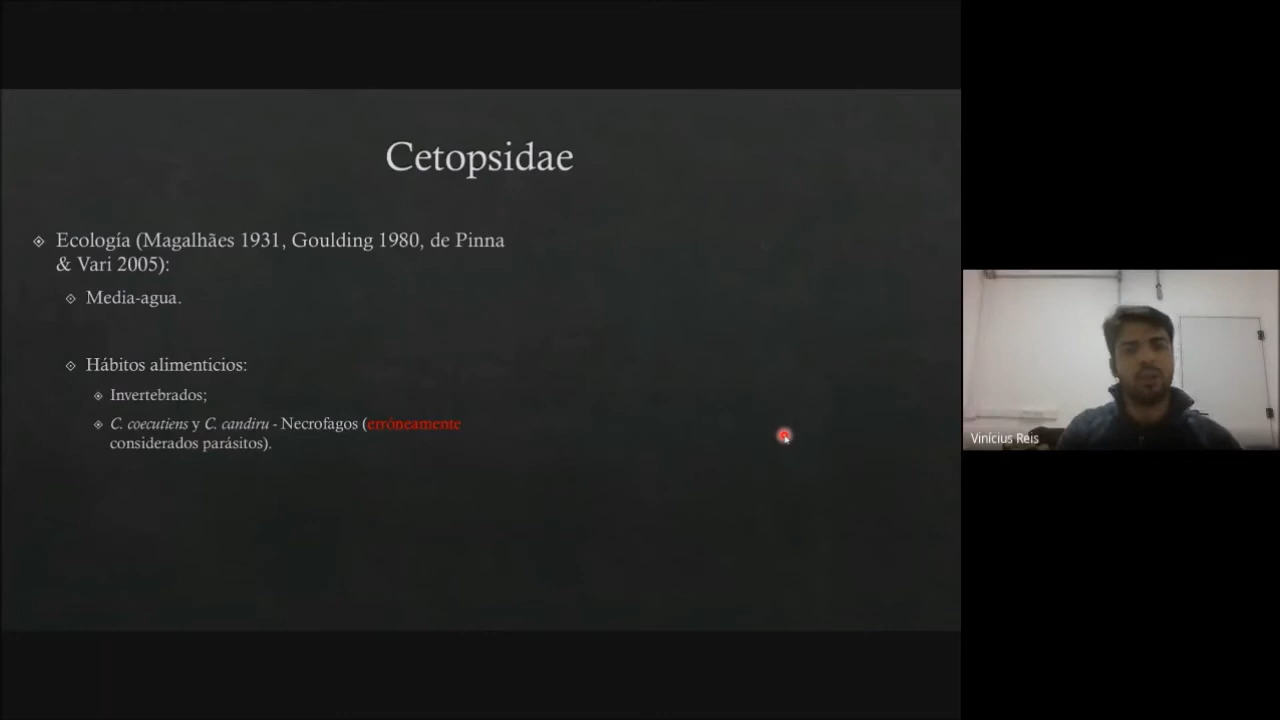 Cetopsidae
Ecología (Magalhães 1931, Goulding 1980, de Pinna
& Vari 2005):
Media-agua.
Hábitos alimenticios:
Invertebrados;
C. coecutiens y C. candiru - Necrofagos (erróneamente
considerados parásitos).
Vinícius Reis